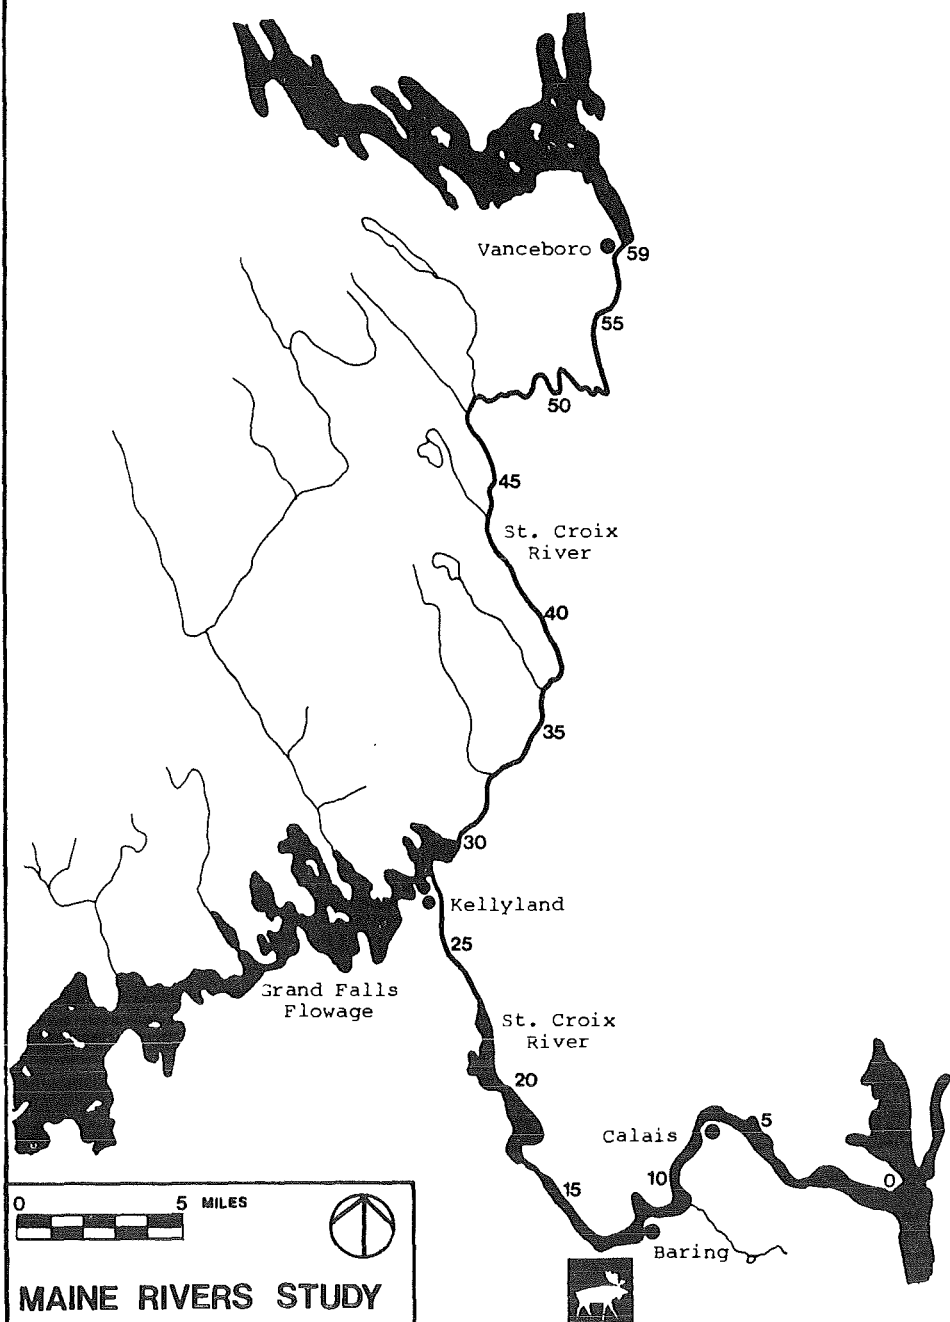 Vanceboro
59
55
50
45
St. Croix
River
40
35
30
Kellyland
25
Grand Falls
Flowage
St. Croix
River
20
5
Calais
0
10
15
Baring
0 5 MILES
MAINE RIVERS STUDY